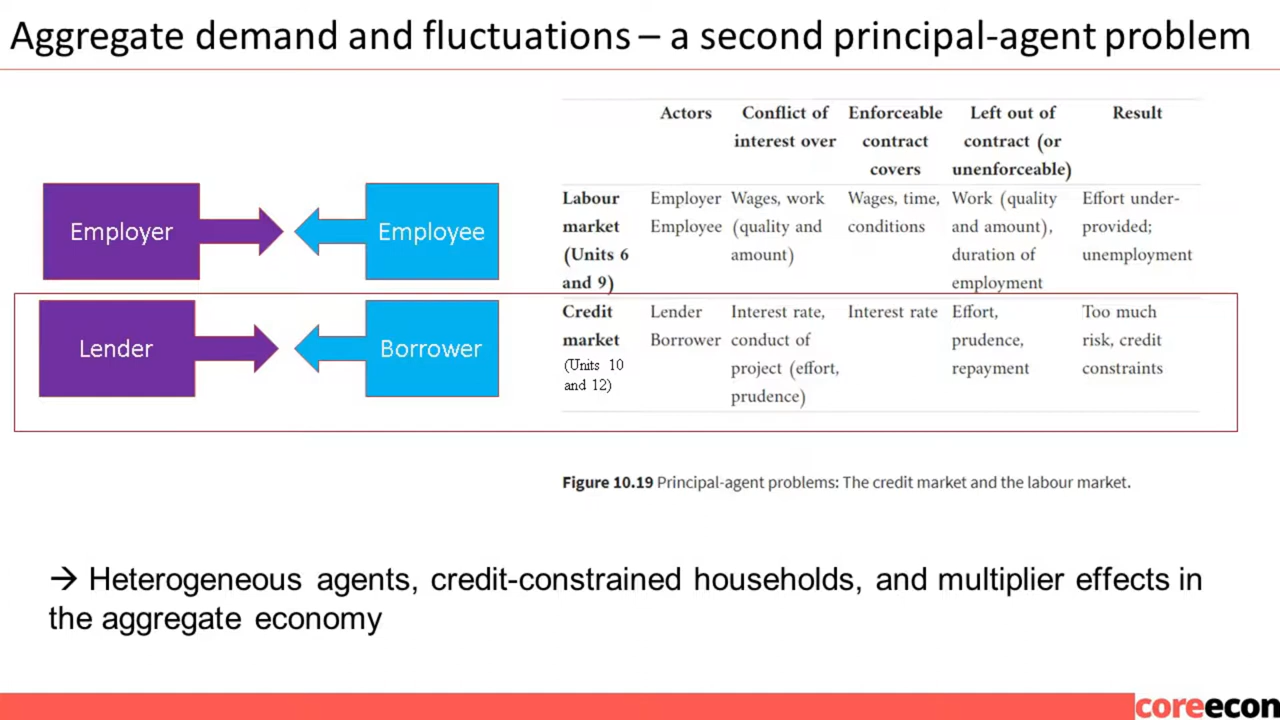 Aggregate demand and fluctuations – a second principal-agent problem
Employer
Employee
Lender
Borrower
Actors Conflict of interest over Enforceable contract covers Left out of contract (or unenforceable) Result
Labour market (Units 6 and 9) Employer Employee Wages, work (quality and amount) Wages, time, conditions Work (quality and amount), duration of employment Effort under-provided; unemployment
Credit market (Units 10 and 12) Lender Borrower Interest rate, conduct of project (effort, prudence) Interest rate Effort, prudence, repayment Too much risk, credit constraints
Figure 10.19 Principal-agent problems: The credit market and the labour market.
→ Heterogeneous agents, credit-constrained households, and multiplier effects in
the aggregate economy
coreecon